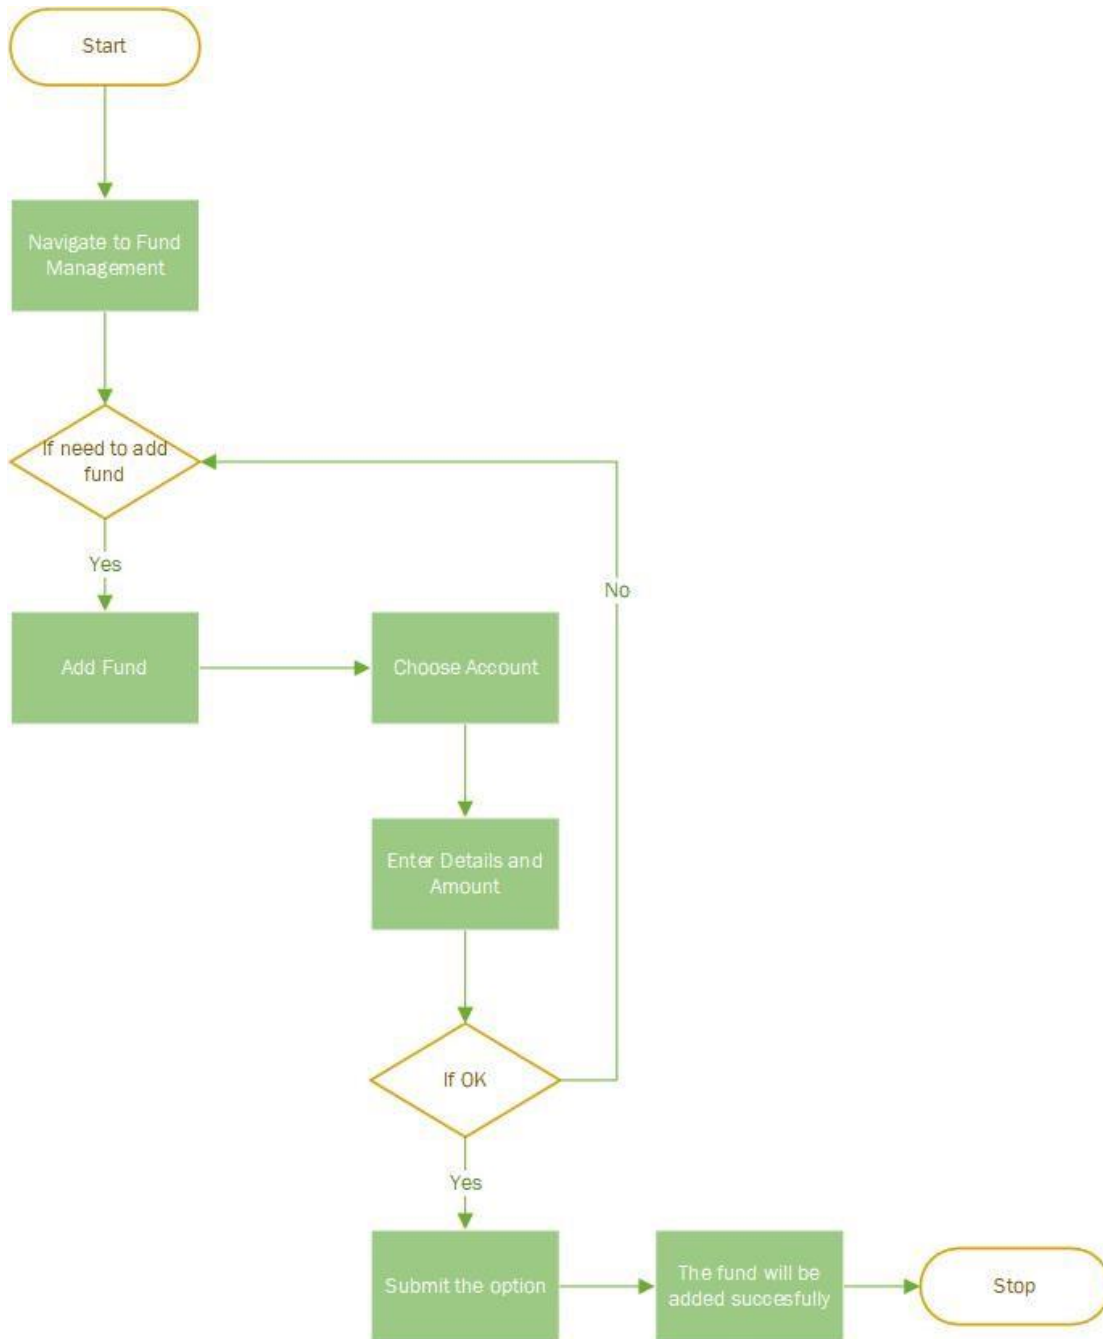 Start
Navigate to Fund
Management
If need to add
fund
Yes
No
Add Fund
Choose Account
Enter Details and
Amount
If OK
Yes
Submit the option
The fund will be
added succesfully
Stop